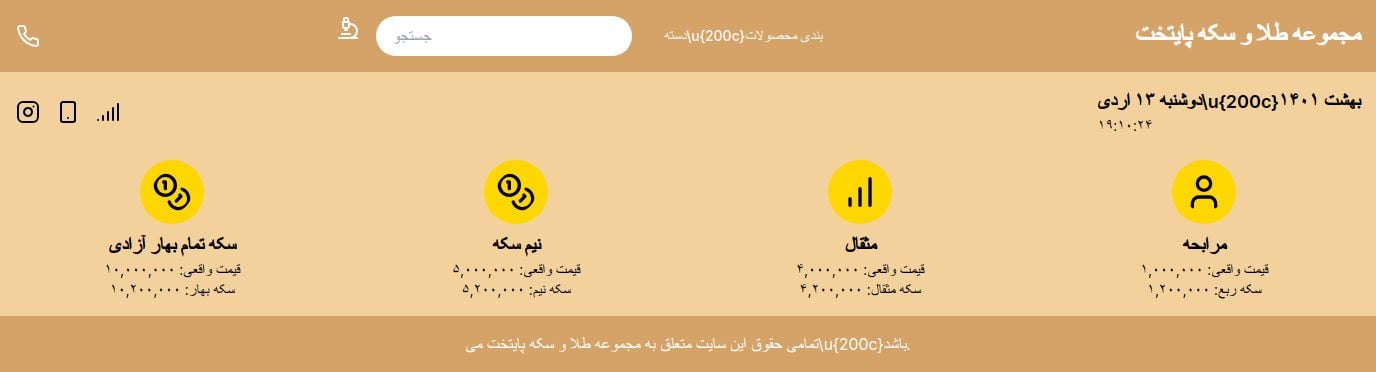 مجموعه طلا و سکه پایتخت
دسته\u{200c}بندی محصولات
جستجو
دوشنبه ۱۳ اردی\u{200c}بهشت ۱۴۰۱
۱۹:۱۰:۲۴
مرابحه
قیمت واقعی: ۱,۰۰۰,۰۰۰
سکه ربع: ۱,۲۰۰,۰۰۰
مثقال
قیمت واقعی: ۴,۰۰۰,۰۰۰
سکه مثقال: ۴,۲۰۰,۰۰۰
نیم سکه
قیمت واقعی: ۵,۰۰۰,۰۰۰
سکه نیم: ۵,۲۰۰,۰۰۰
سکه تمام بهار آزادی
قیمت واقعی: ۱۰,۰۰۰,۰۰۰
سکه بهار: ۱۰,۲۰۰,۰۰۰
تمامی حقوق این سایت متعلق به مجموعه طلا و سکه پایتخت می\u{200c}باشد.